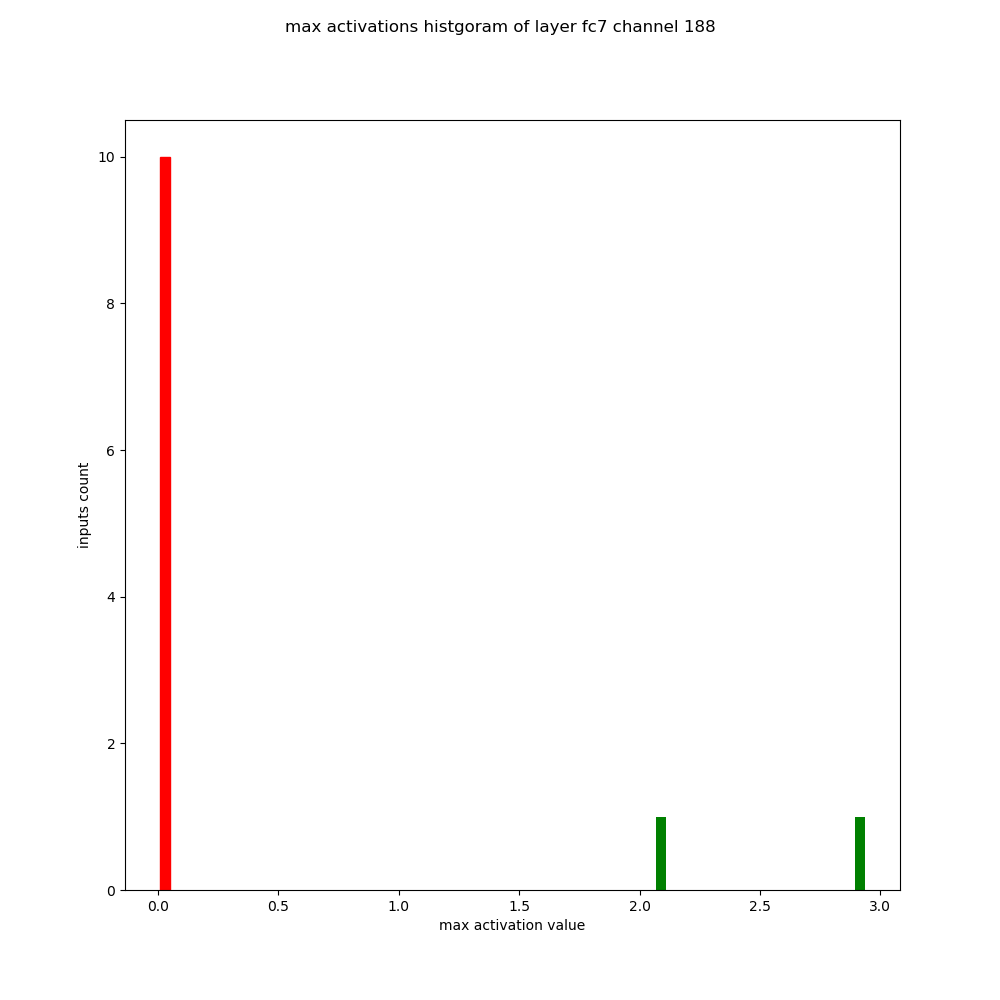 max activations histgoram of layer fc7 channel 188
10
8
6
4
2
0
inputs count
0.0 0.5 1.0 1.5 2.0 2.5 3.0
max activation value